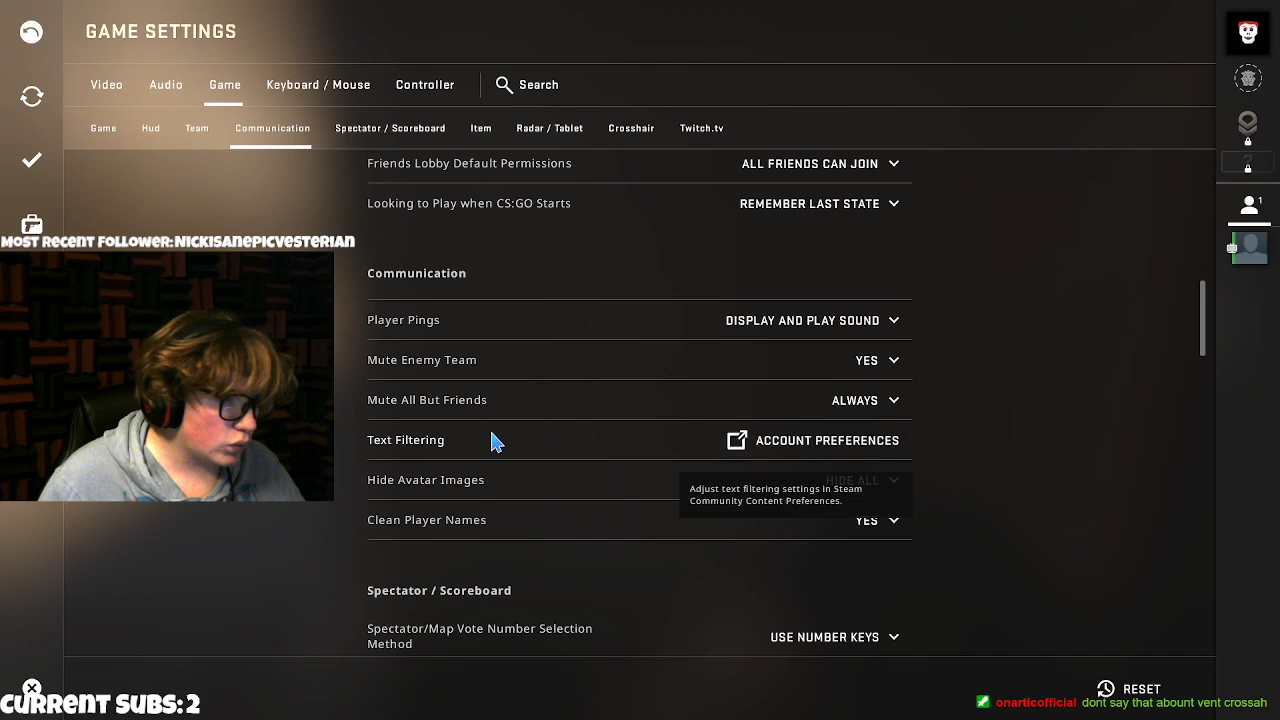 GAME SETTINGS
Video Audio Game Keyboard / Mouse Controller Search
Game Hud Team Communication Spectator / Scoreboard Item Radar / Tablet Crosshair Twitch.tv
Friends Lobby Default Permissions ALL FRIENDS CAN JOIN
Looking to Play when CS:GO Starts REMEMBER LAST STATE
1
MOST RECENT FOLLOWER:NICKISANEPICVESTERIAN
Communication
Player Pings DISPLAY AND PLAY SOUND
Mute Enemy Team YES
Mute All But Friends ALWAYS
Text Filtering ACCOUNT PREFERENCES
Hide Avatar Images HIDE ALL
Adjust text filtering settings in Steam
Community Content Preferences.
Clean Player Names YES
Spectator / Scoreboard
Spectator/Map Vote Number Selection
Method USE NUMBER KEYS
RESET
CURRENT SUBS: 2
onarticofficial dont say that abount vent crossah